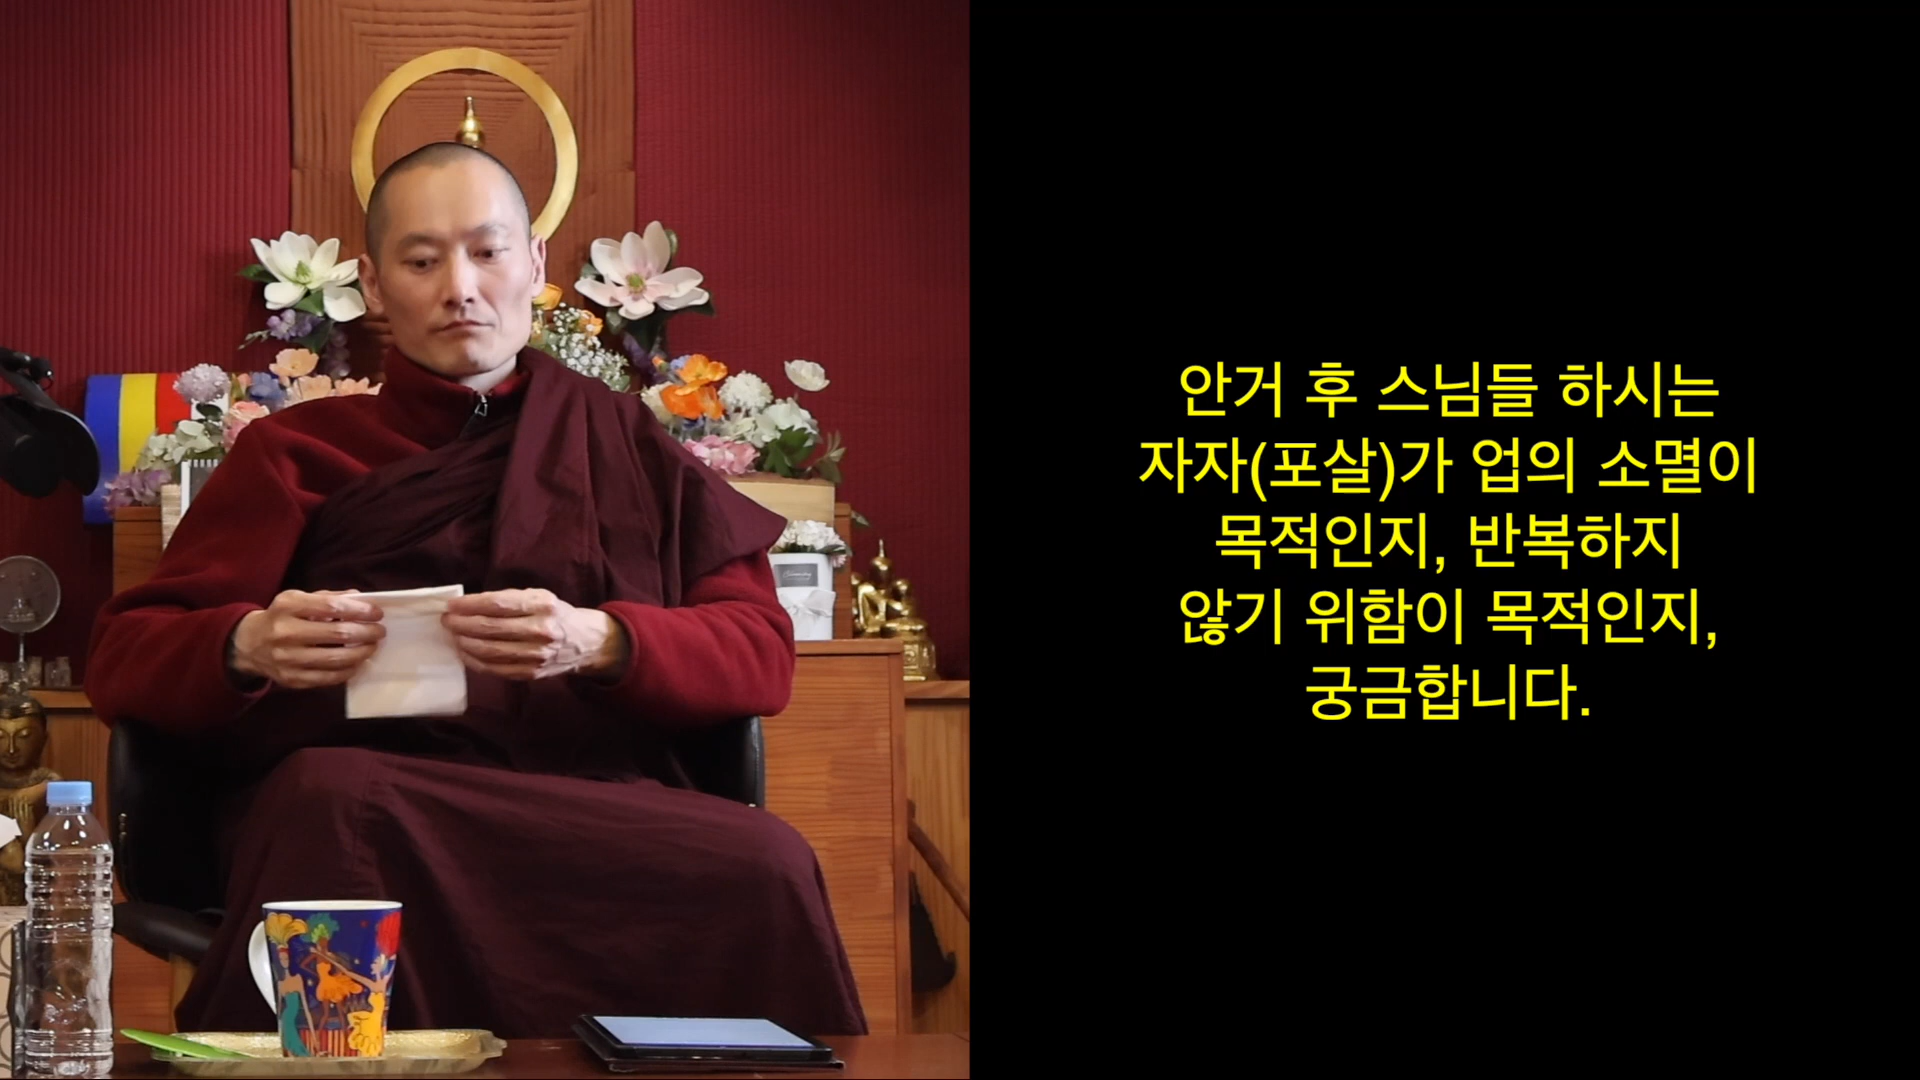 안거 후 스님들 하시는
자자(포살)가 업의 소멸이
목적인지, 반복하지
않기 위함이 목적인지,
궁금합니다.